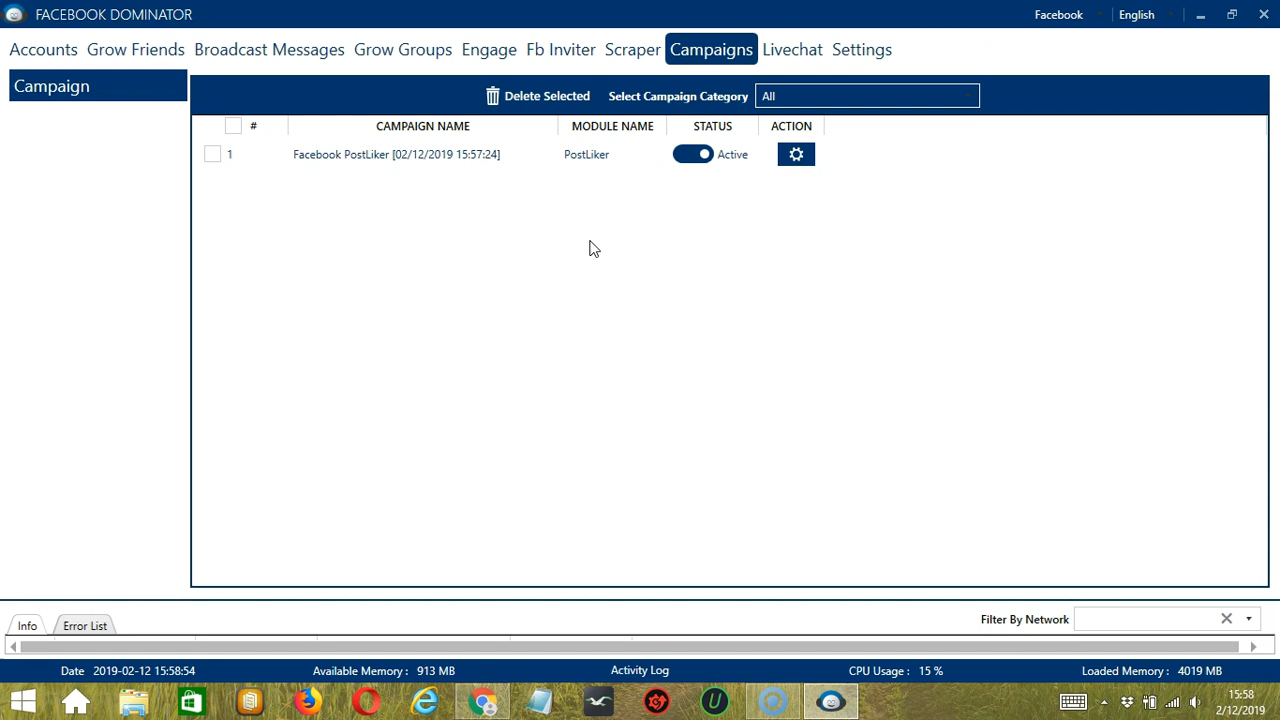 FACEBOOK DOMINATOR
Facebook
English
Accounts Grow Friends Broadcast Messages Grow Groups Engage Fb Inviter Scraper Campaigns Livechat Settings
Campaign
Delete Selected Select Campaign Category All
# CAMPAIGN NAME MODULE NAME STATUS ACTION
1 Facebook PostLiker [02/12/2019 15:57:24] PostLiker Active
Info Error List
Filter By Network
Date 2019-02-12 15:58:54 Available Memory : 913 MB Activity Log CPU Usage : 15 % Loaded Memory : 4019 MB
15:58
2/12/2019